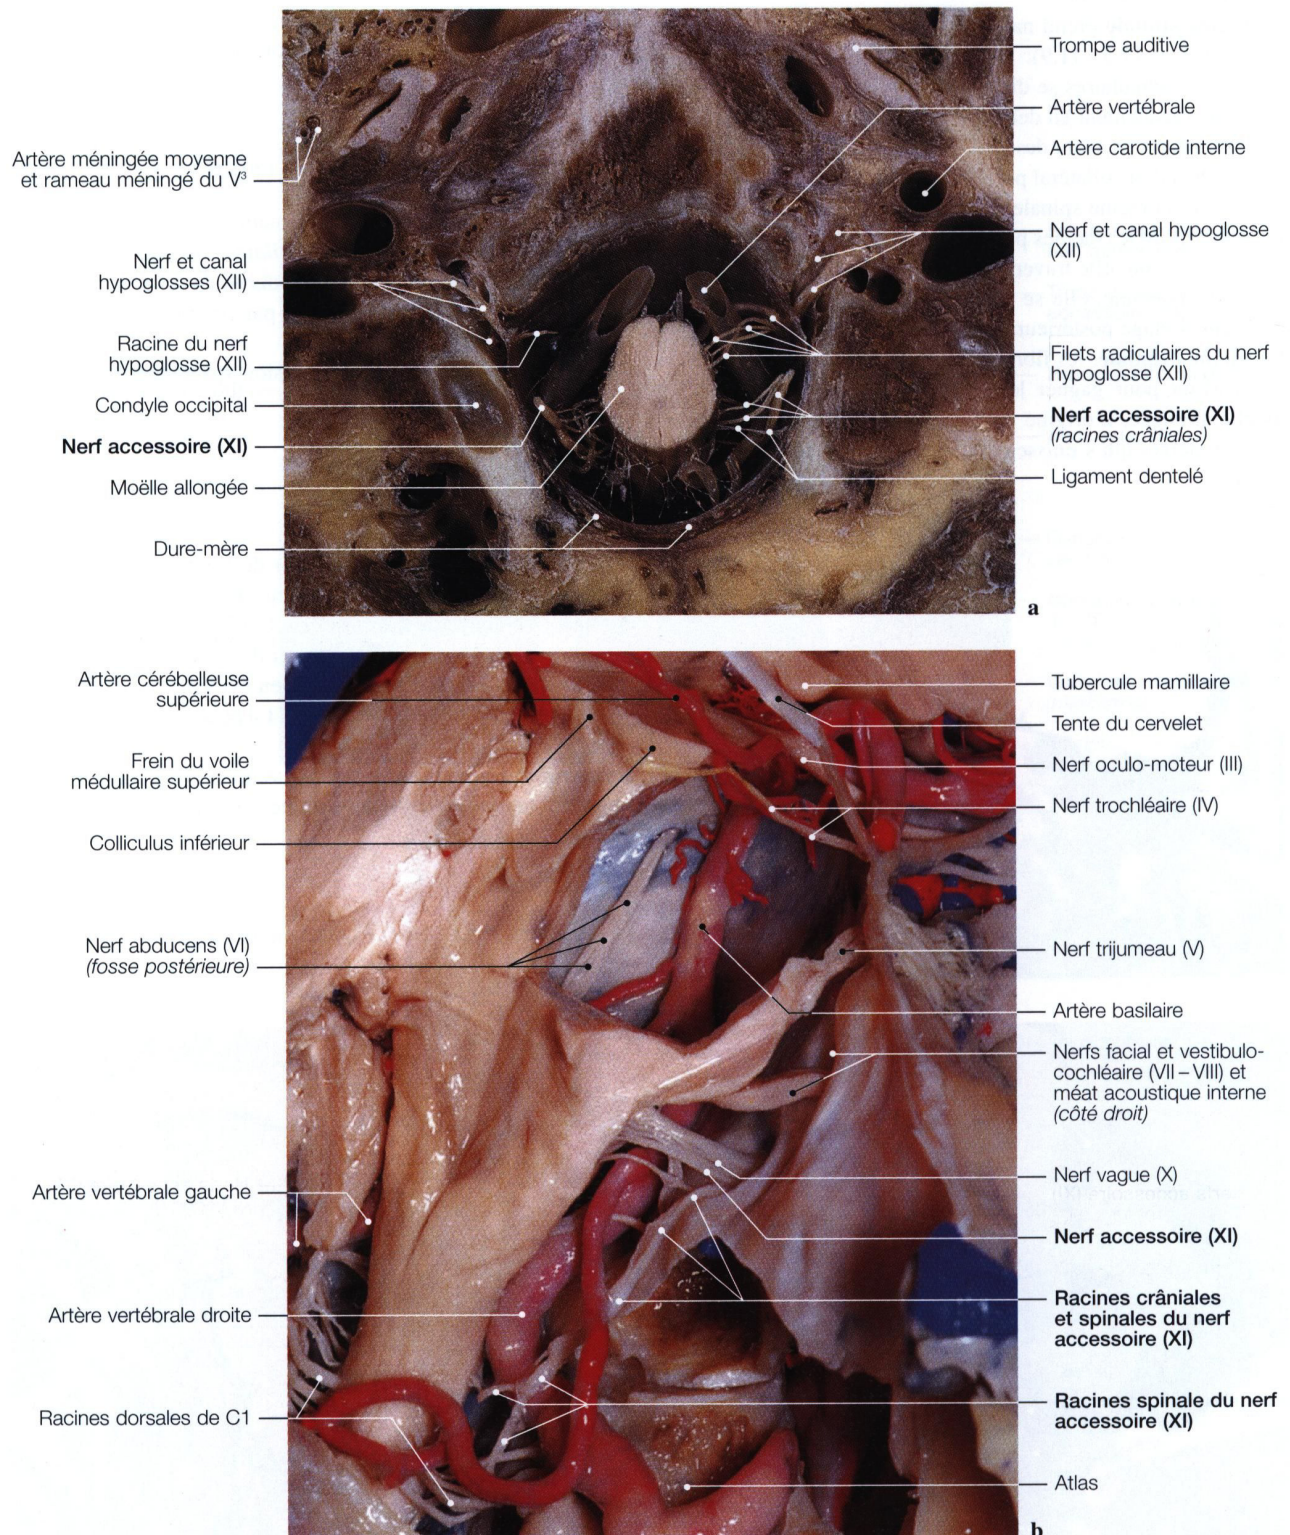 Trompe auditive
Artère vertébrale
Artère carotide interne
Artère méningée moyenne
et rameau méningé du V³
Nerf et canal hypoglosse
(XII)
Nerf et canal
hypoglosses (XII)
Racine du nerf
hypoglosse (XII)
Filets radiculaires du nerf
hypoglosse (XII)
Condyle occipital
Nerf accessoire (XI)
(racines crâniales)
Nerf accessoire (XI)
Ligament dentelé
Moëlle allongée
Dure-mère
a
Artère cérébelleuse
supérieure
Tubercule mamillaire
Tente du cervelet
Frein du voile
médullaire supérieur
Nerf oculo-moteur (III)
Nerf trochléaire (IV)
Colliculus inférieur
Nerf abducens (VI)
(fosse postérieure)
Nerf trijumeau (V)
Artère basilaire
Nerfs facial et vestibulo-
cochléaire (VII – VIII) et
méat acoustique interne
(côté droit)
Nerf vague (X)
Artère vertébrale gauche
Nerf accessoire (XI)
Racines crâniales
et spinales du nerf
accessoire (XI)
Artère vertébrale droite
Racines spinale du nerf
accessoire (XI)
Racines dorsales de C1
Atlas
b